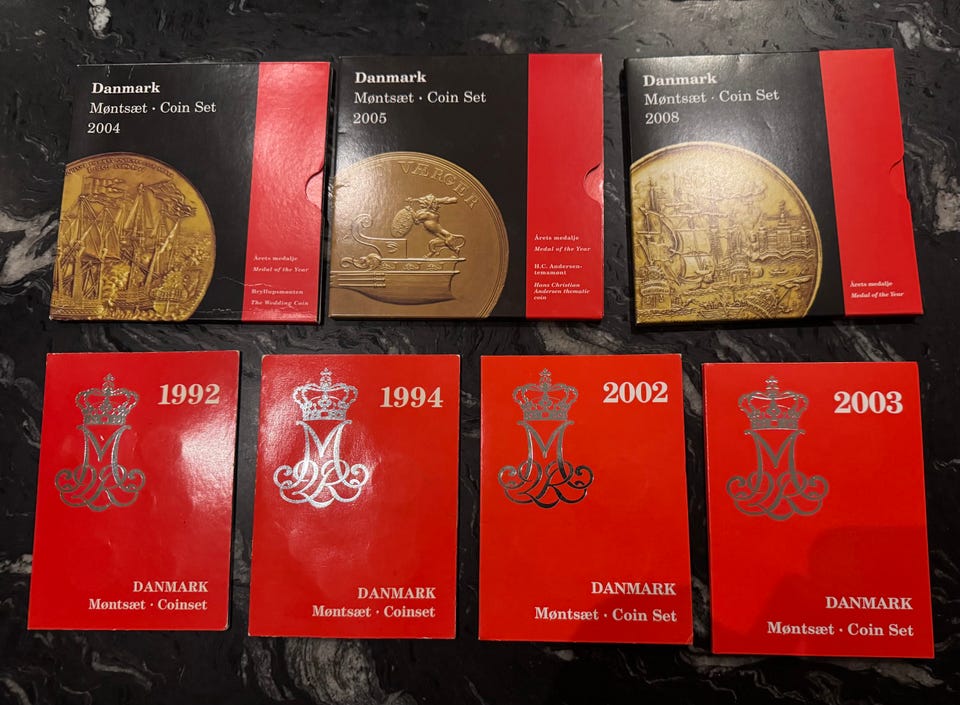 Danmark
Møntsæt · Coin Set
2004
Årets medalje
Medal of the Year
Bryllupsmønten
The Wedding Coin
Danmark
Møntsæt · Coin Set
2005
VÆRGER
Årets medalje
Medal of the Year
H.C. Andersen-
temamønt
Hans Christian
Andersen thematic
coin
Danmark
Møntsæt · Coin Set
2008
Årets medalje
Medal of the Year
1992
DANMARK
Møntsæt · Coinset
1994
DANMARK
Møntsæt · Coinset
2002
DANMARK
Møntsæt · Coin Set
2003
DANMARK
Møntsæt · Coin Set